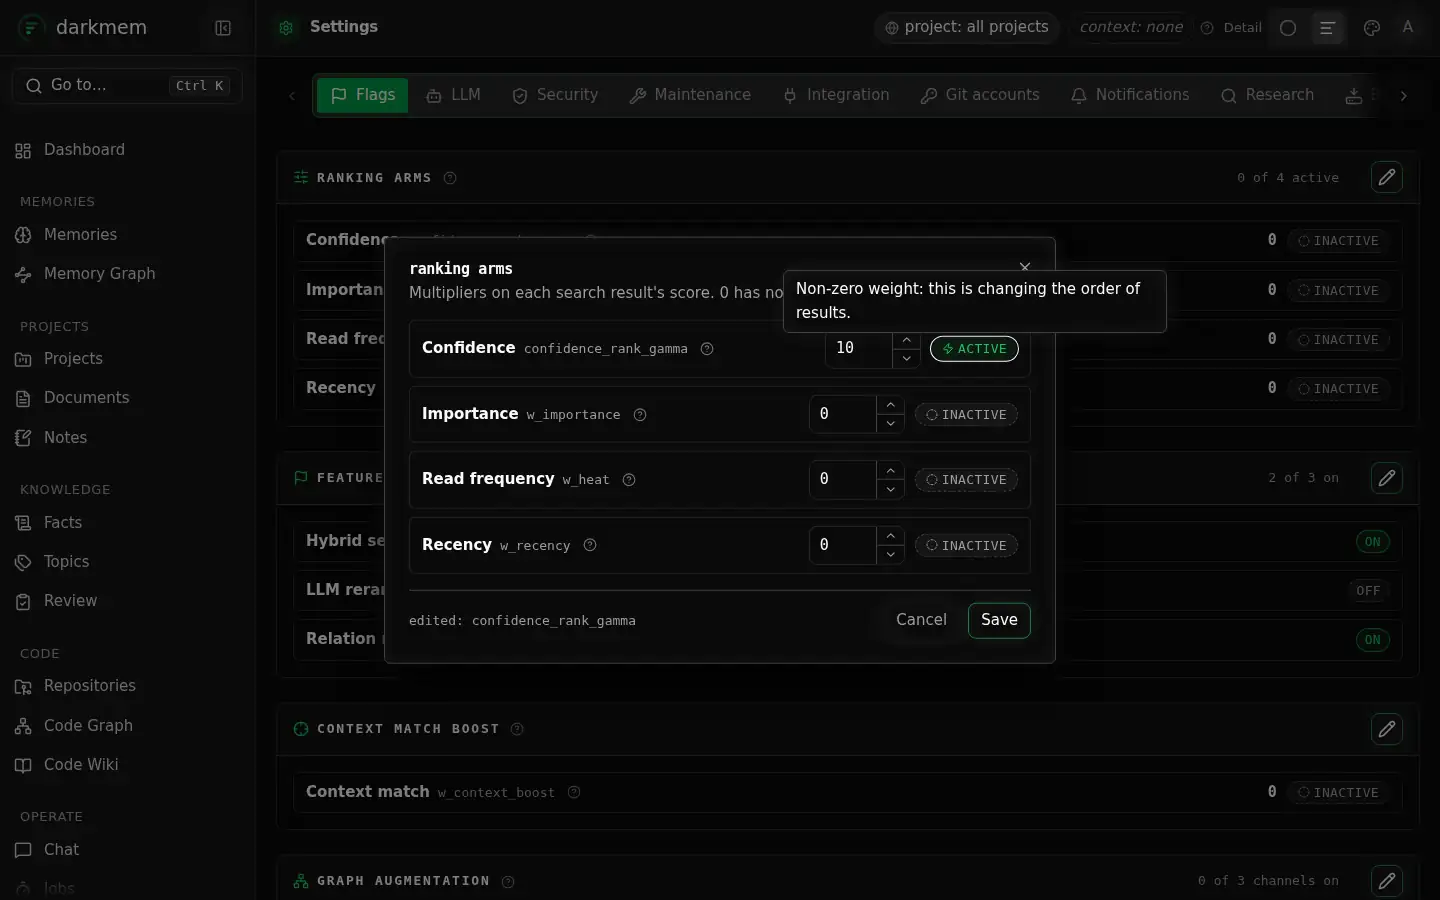 darkmem
Settings
project: all projects
context: none
Detail
A
Go to...
Ctrl K
Flags
LLM
Security
Maintenance
Integration
Git accounts
Notifications
Research
Dashboard
MEMORIES
Memories
Memory Graph
PROJECTS
Projects
Documents
Notes
KNOWLEDGE
Facts
Topics
Review
CODE
Repositories
Code Graph
Code Wiki
OPERATE
Chat
Jobs
RANKING ARMS
0 of 4 active
Confidence
0 INACTIVE
0 INACTIVE
0 INACTIVE
Recency
0 INACTIVE
ranking arms
Multipliers on each search result's score. 0 has no
Non-zero weight: this is changing the order of
results.
Confidence confidence_rank_gamma
10
ACTIVE
Importance w_importance
0
INACTIVE
Read frequency w_heat
0
INACTIVE
Recency w_recency
0
INACTIVE
edited: confidence_rank_gamma
Cancel
Save
FEATURE
2 of 3 on
ON
OFF
ON
CONTEXT MATCH BOOST
Context match w_context_boost
0 INACTIVE
GRAPH AUGMENTATION
0 of 3 channels on